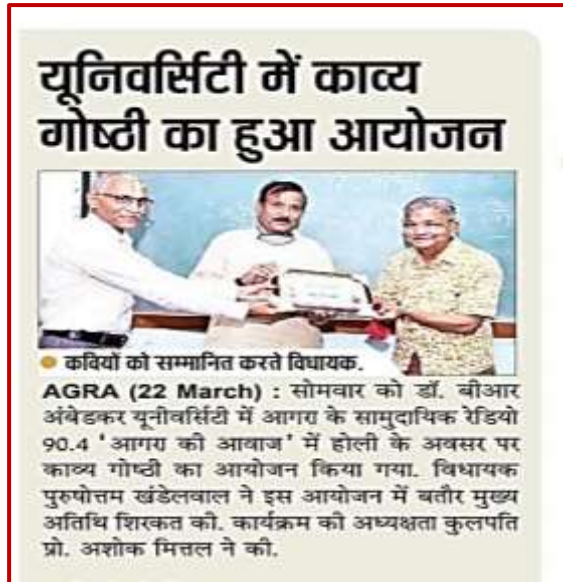 यूनिवर्सिटी में काव्य
गोष्ठी का हुआ आयोजन
कवियों को सम्मानित करते विधायक.
AGRA (22 March) : सोमवार को डॉ. बीआर
अंबेडकर यूनीवर्सिटी में आगरा के सामुदायिक रेडियो
90.4 'आगरा की आवाज' में होली के अवसर पर
काव्य गोष्ठी का आयोजन किया गया. विधायक
पुरुषोत्तम खंडेलवाल ने इस आयोजन में बतौर मुख्य
अतिथि शिरकत की. कार्यक्रम की अध्यक्षता कुलपति
प्रो. अशोक मित्तल ने की.